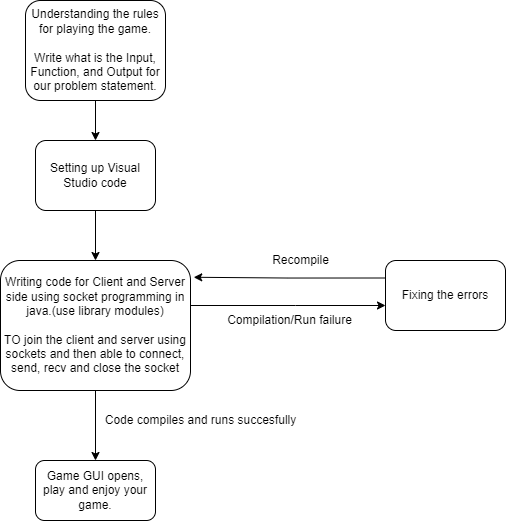 Understanding the rules
for playing the game.
Write what is the Input,
Function, and Output for
our problem statement.
Setting up Visual
Studio code
Writing code for Client and Server
side using socket programming in
java.(use library modules)
TO join the client and server using
sockets and then able to connect,
send, recv and close the socket
Recompile
Compilation/Run failure
Fixing the errors
Code compiles and runs succesfully
Game GUI opens,
play and enjoy your
game.